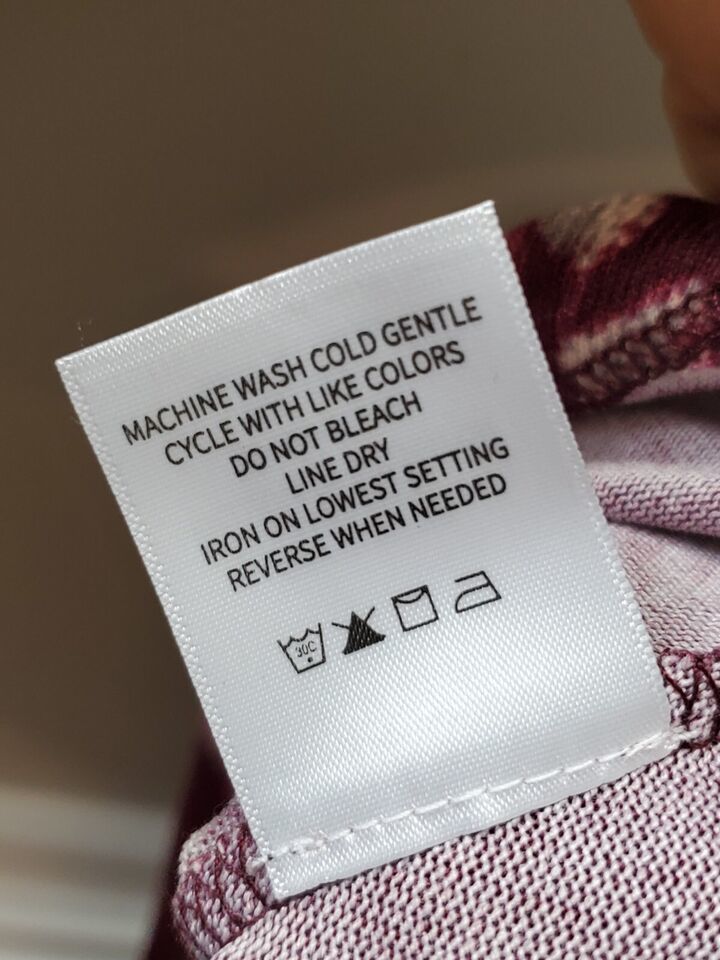 MACHINE WASH COLD GENTLE
CYCLE WITH LIKE COLORS
DO NOT BLEACH
LINE DRY
IRON ON LOWEST SETTING
REVERSE WHEN NEEDED
30C